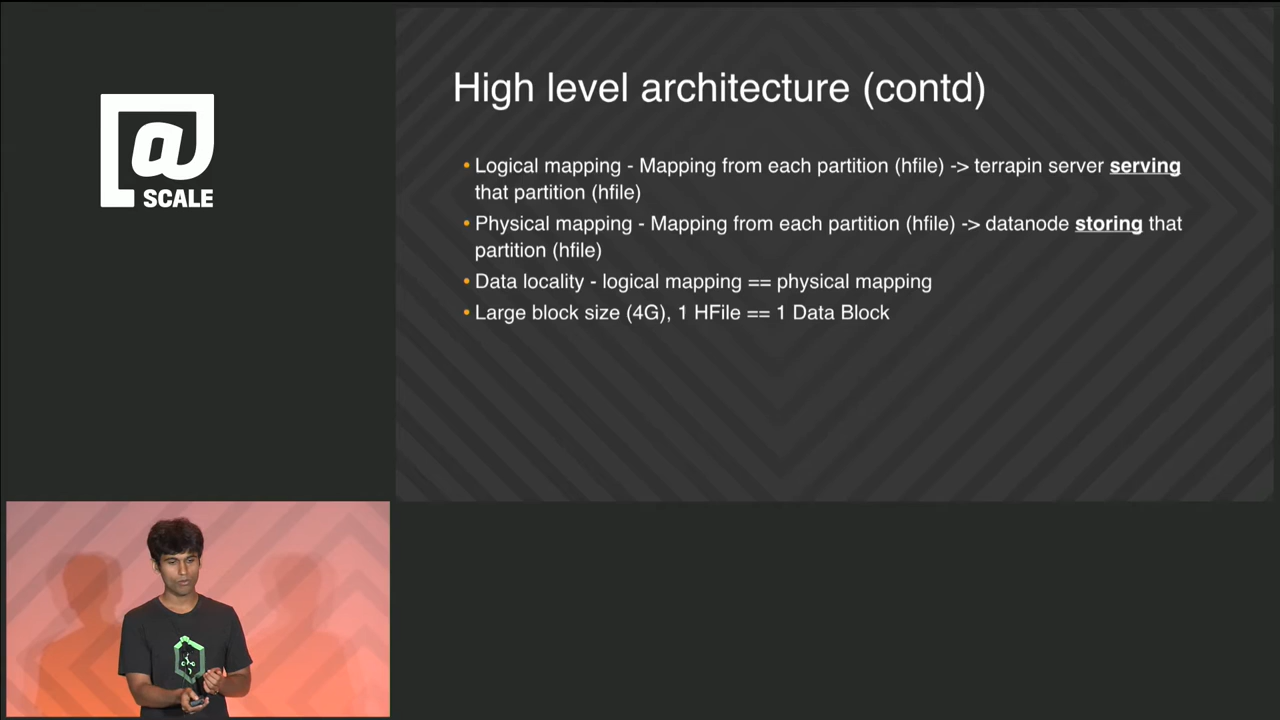 @
SCALE
High level architecture (contd)
• Logical mapping - Mapping from each partition (hfile) -> terrapin server serving
that partition (hfile)
• Physical mapping - Mapping from each partition (hfile) -> datanode storing that
partition (hfile)
• Data locality - logical mapping == physical mapping
• Large block size (4G), 1 HFile == 1 Data Block